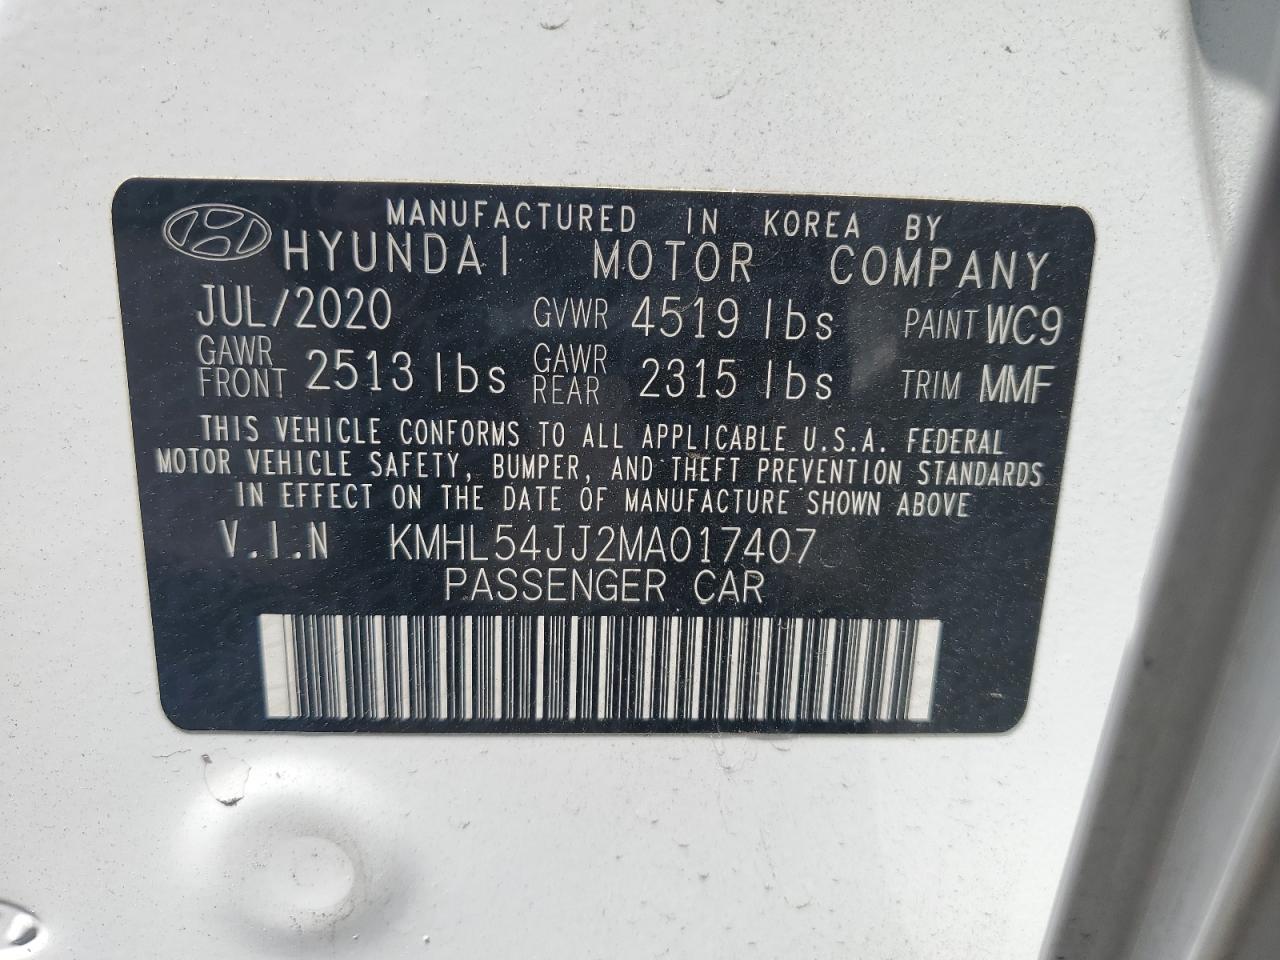 MANUFACTURED IN KOREA BY
HYUNDAI MOTOR COMPANY
JUL/2020 GVWR 4519 lbs PAINT WC9
GAWR FRONT 2513 lbs GAWR REAR 2315 lbs TRIM MMF
THIS VEHICLE CONFORMS TO ALL APPLICABLE U.S.A. FEDERAL
MOTOR VEHICLE SAFETY, BUMPER, AND THEFT PREVENTION STANDARDS
IN EFFECT ON THE DATE OF MANUFACTURE SHOWN ABOVE
V.I.N KMHL54JJ2MA017407
PASSENGER CAR